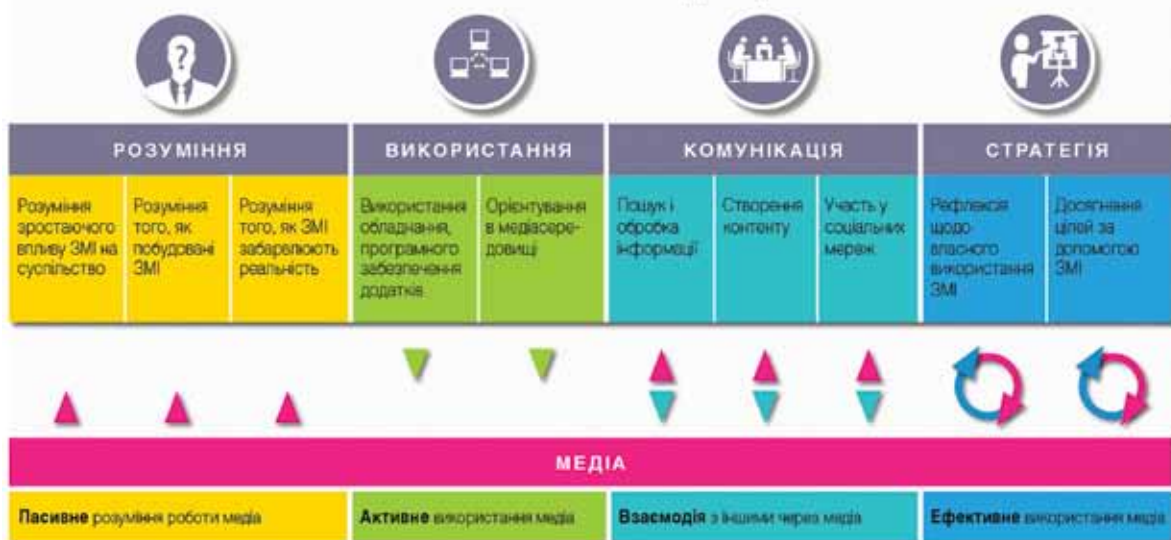 ?
РОЗУМІННЯ
ВИКОРИСТАННЯ
КОМУНІКАЦІЯ
СТРАТЕГІЯ
Розуміння
зростаючого
впливу ЗМІ на
суспільство
Розуміння
того, як
побудовані
ЗМІ
Розуміння
того, як ЗМІ
забарвлюють
реальність
Використання
обладнання,
програмного
забезпечення
додатків
Орієнтування
в медіасере-
довищі
Пошук і
обробка
інформації
Створення
контенту
Участь у
соціальних
мереж
Рефлексія
щодо
власного
використання
ЗМІ
Досягнення
цілей за
допомогою
ЗМІ
МЕДІА
Пасивне розуміння роботи медіа
Активне використання медіа
Взаємодія з іншими через медіа
Ефективне використання медіа